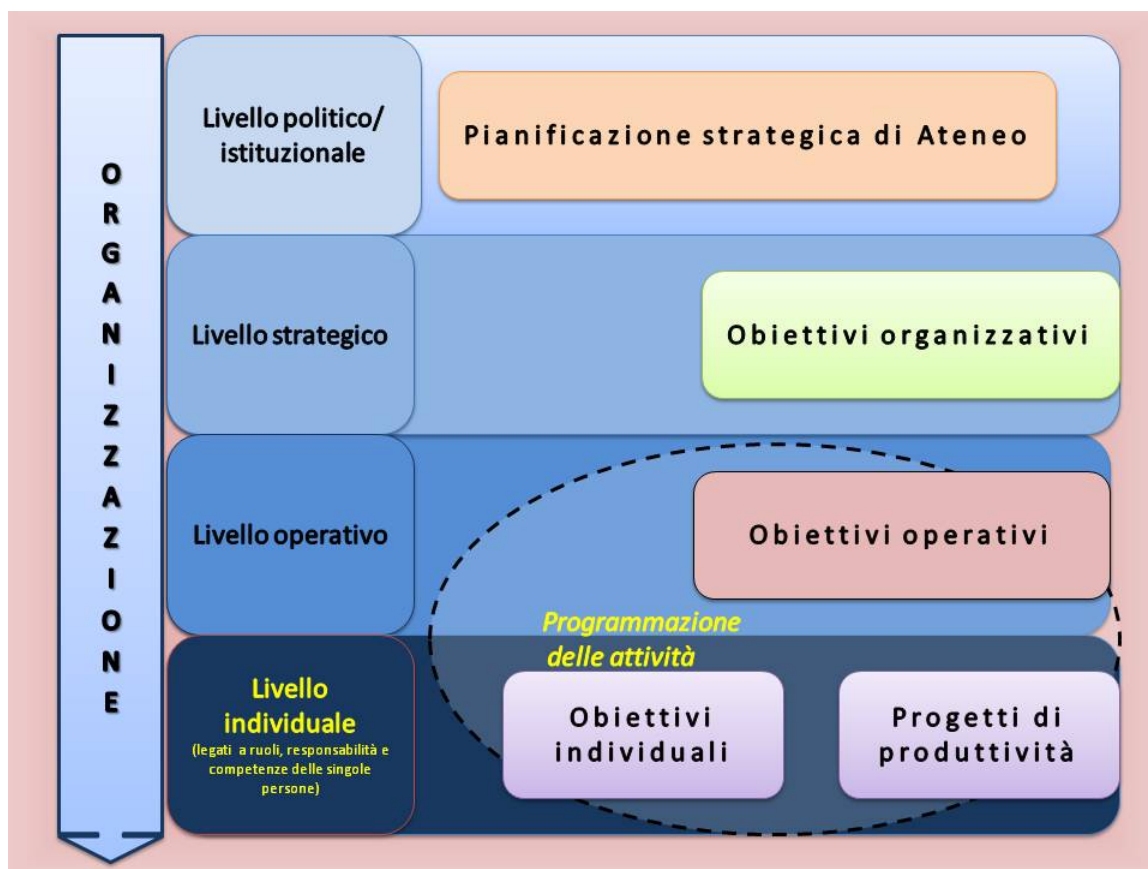 ORGANIZZAZIONE
Livello politico/
istituzionale
Pianificazione strategica di Ateneo
Livello strategico
Obiettivi organizzativi
Livello operativo
Obiettivi operativi
Programmazione
delle attività
Livello
individuale
(legati a ruoli, responsabilità e
competenze delle singole
persone)
Obiettivi
individuali
Progetti di
produttività